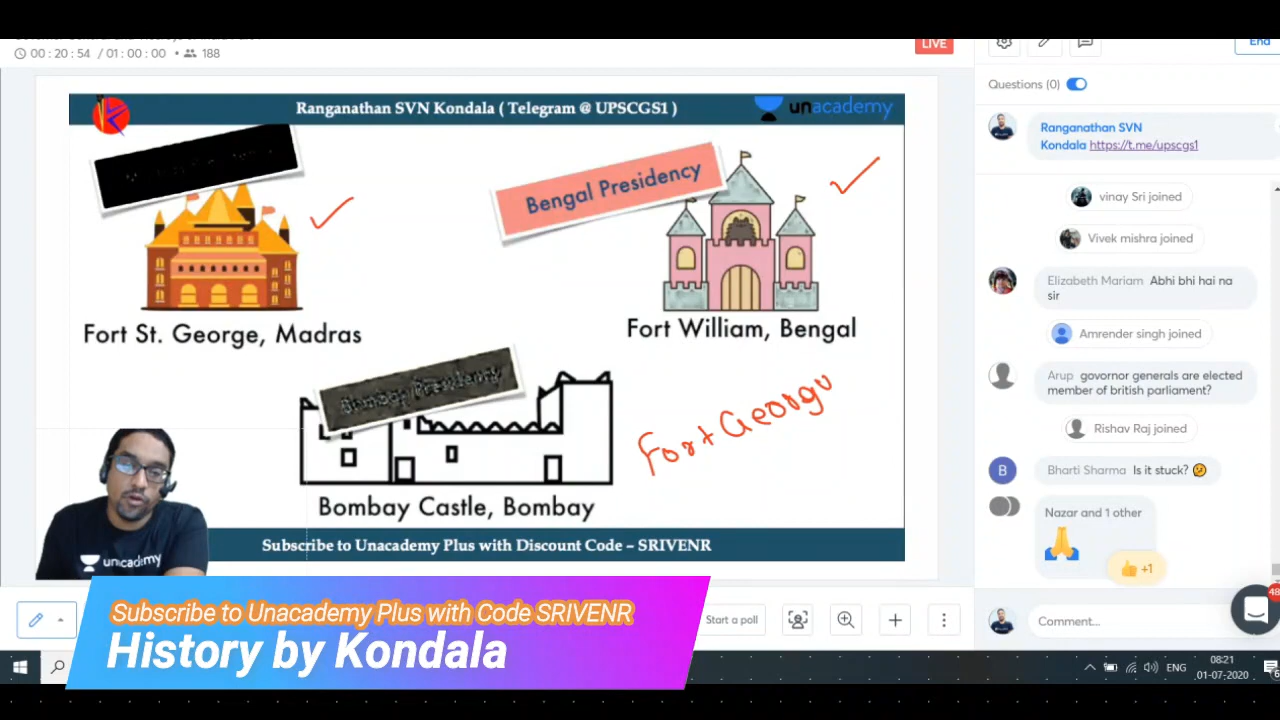 00 : 20 : 54 / 01 : 00 : 00 • 188
LIVE
End
Questions (0)
Ranganathan SVN Kondala ( Telegram @ UPSCGS1 )
unacademy
Ranganathan SVN
Kondala https://t.me/upscgs1
Bengal Presidency
vinay Sri joined
Vivek mishra joined
Elizabeth Mariam Abhi bhi hai na
sir
Fort St. George, Madras
Fort William, Bengal
Amrender singh joined
Bombay Presidency
Fort George
Arup govornor generals are elected
member of british parliament?
Rishav Raj joined
B
Bharti Sharma Is it stuck?
Bombay Castle, Bombay
Nazar and 1 other
+1
unacademy
Subscribe to Unacademy Plus with Discount Code – SRIVENR
Subscribe to Unacademy Plus with Code SRIVENR
History by Kondala
Start a poll
Comment...
48
ENG
08:21
01-07-2020
6